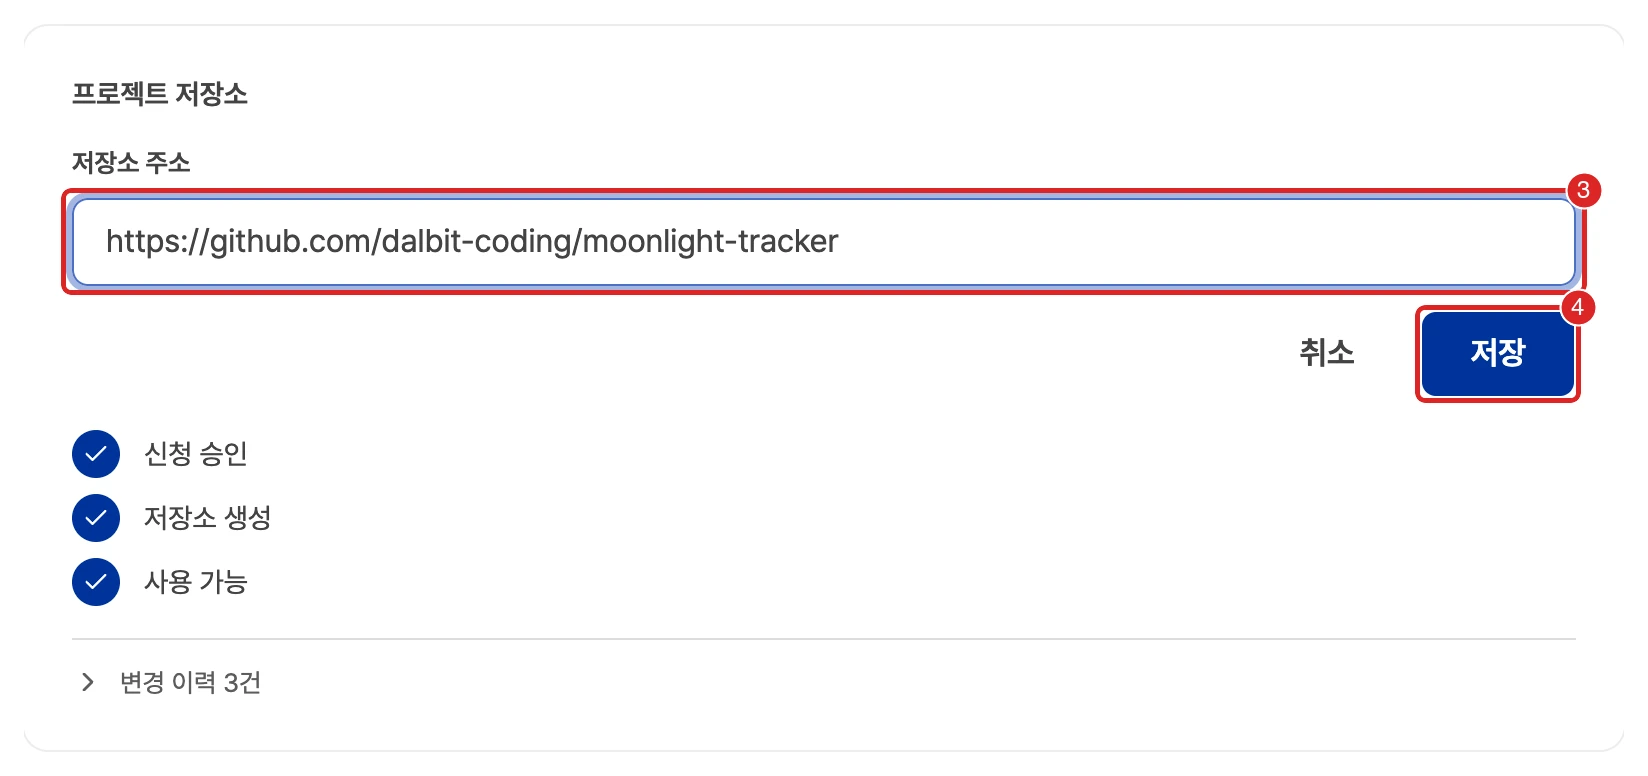 프로젝트 저장소
저장소 주소
3
https://github.com/dalbit-coding/moonlight-tracker
4
취소
저장
신청 승인
저장소 생성
사용 가능
변경 이력 3건